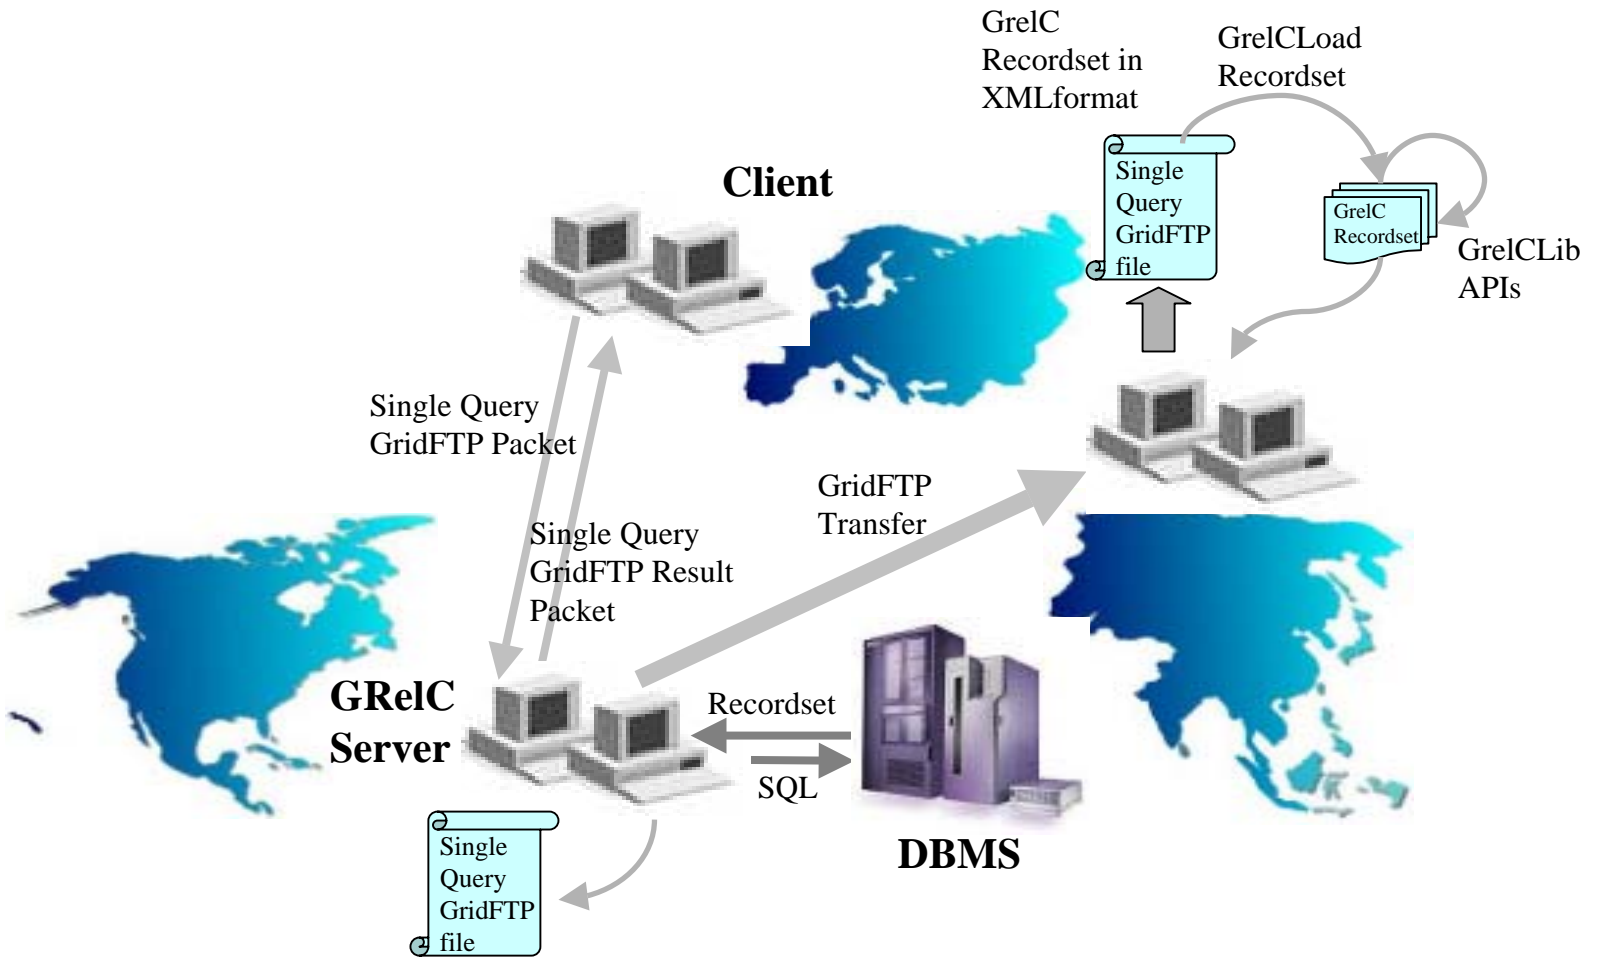 GrelC
Recordset in
XMLformat
GrelCLoad
Recordset
Single
Query
GridFTP
file
GrelC
Recordset
GrelCLib
APIs
Client
Single Query
GridFTP Packet
GridFTP
Transfer
Single Query
GridFTP Result
Packet
GRelC
Server
Recordset
SQL
DBMS
Single
Query
GridFTP
file